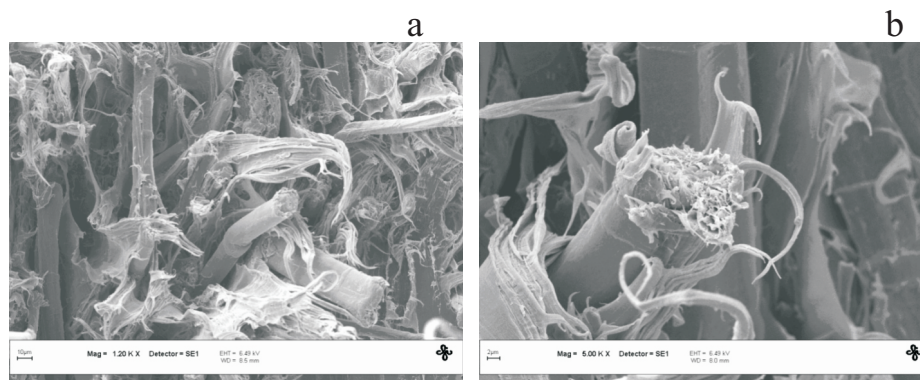 a
b
10µm
Mag = 1.20 K X Detector = SE1
EHT = 6.49 kV
WD = 8.5 mm
2µm
Mag = 5.00 K X Detector = SE1
EHT = 6.49 kV
WD = 8.0 mm